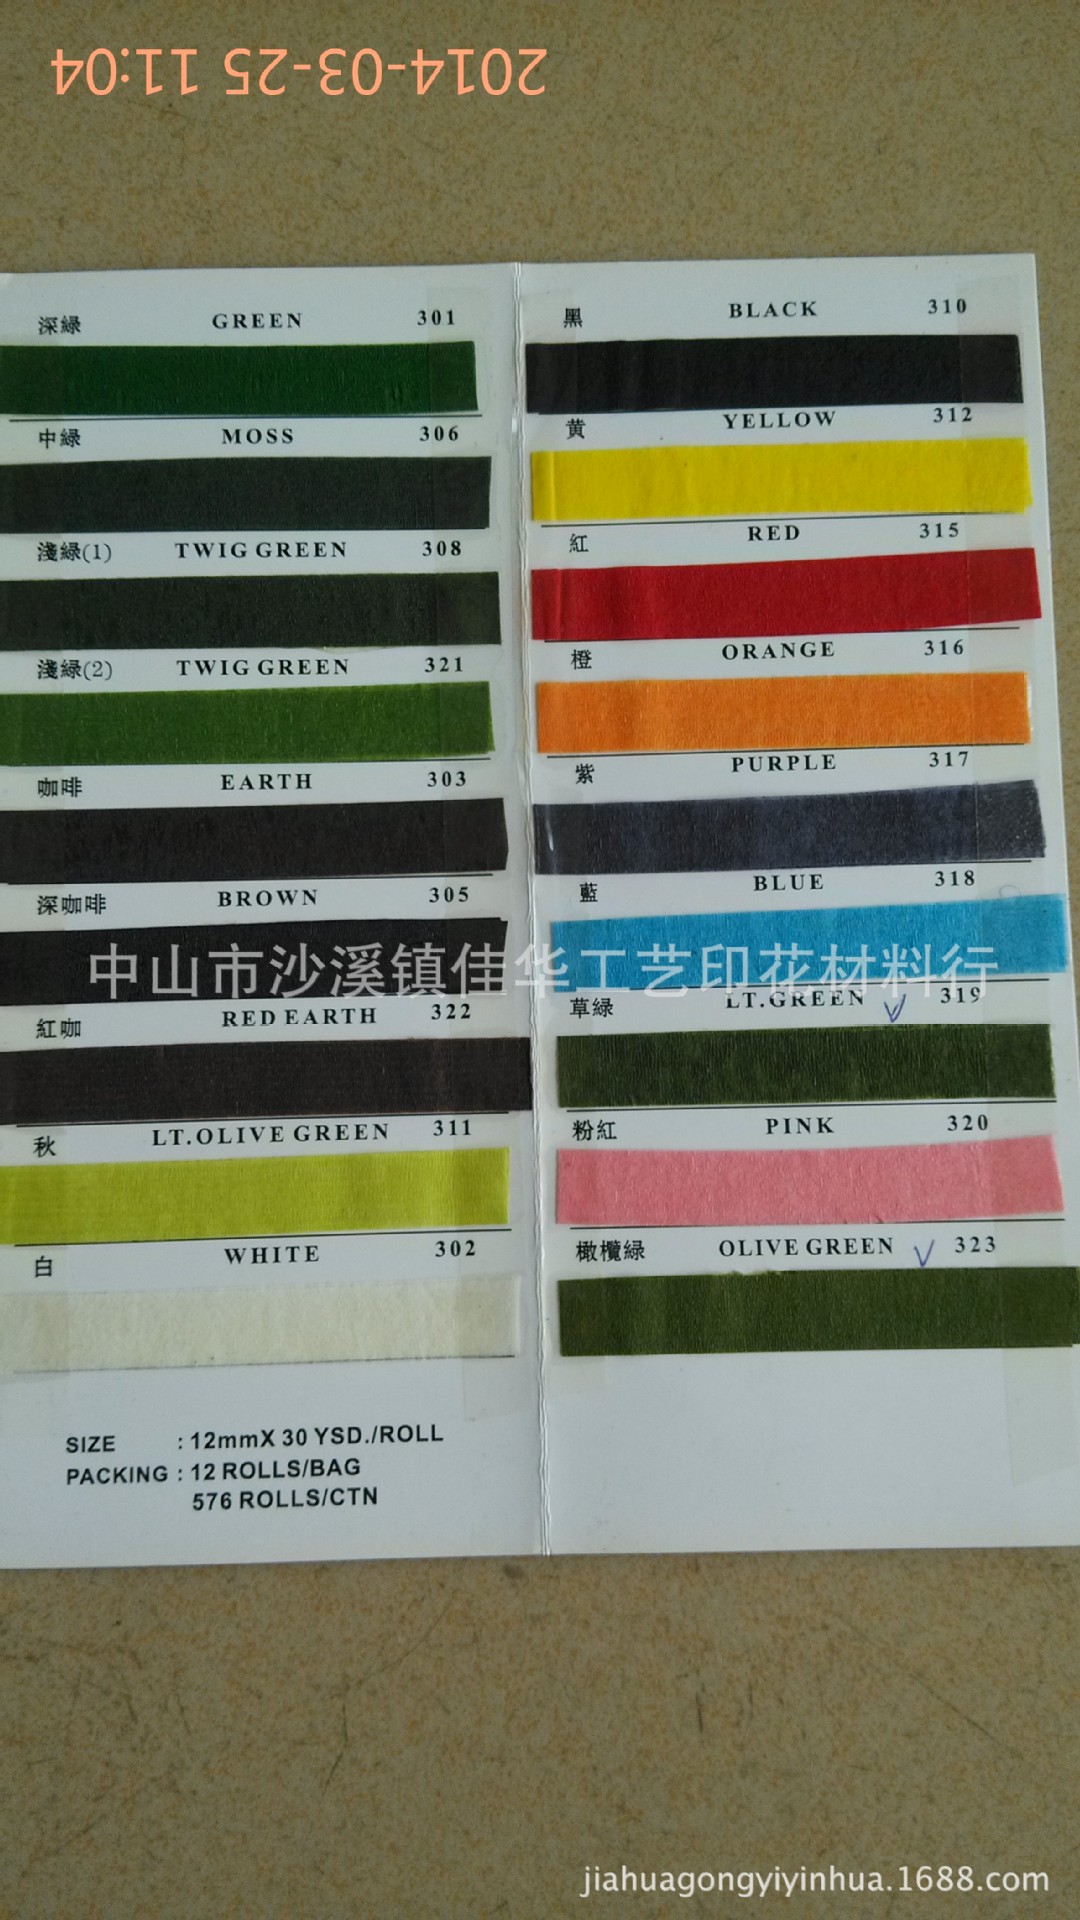 2014-03-25 11:04
深綠 GREEN 301
中綠 MOSS 306
淺綠(1) TWIG GREEN 308
淺綠(2) TWIG GREEN 321
咖啡 EARTH 303
深咖啡 BROWN 305
紅咖 RED EARTH 322
秋 LT.OLIVE GREEN 311
白 WHITE 302
SIZE : 12mmX 30 YSD./ROLL
PACKING : 12 ROLLS/BAG
576 ROLLS/CTN
黑 BLACK 310
黄 YELLOW 312
紅 RED 315
橙 ORANGE 316
紫 PURPLE 317
藍 BLUE 318
草綠 LT.GREEN 319
粉紅 PINK 320
橄欖綠 OLIVE GREEN 323
中山市沙溪镇佳华工艺印花材料行
jiahuagongyiyinhua.1688.com